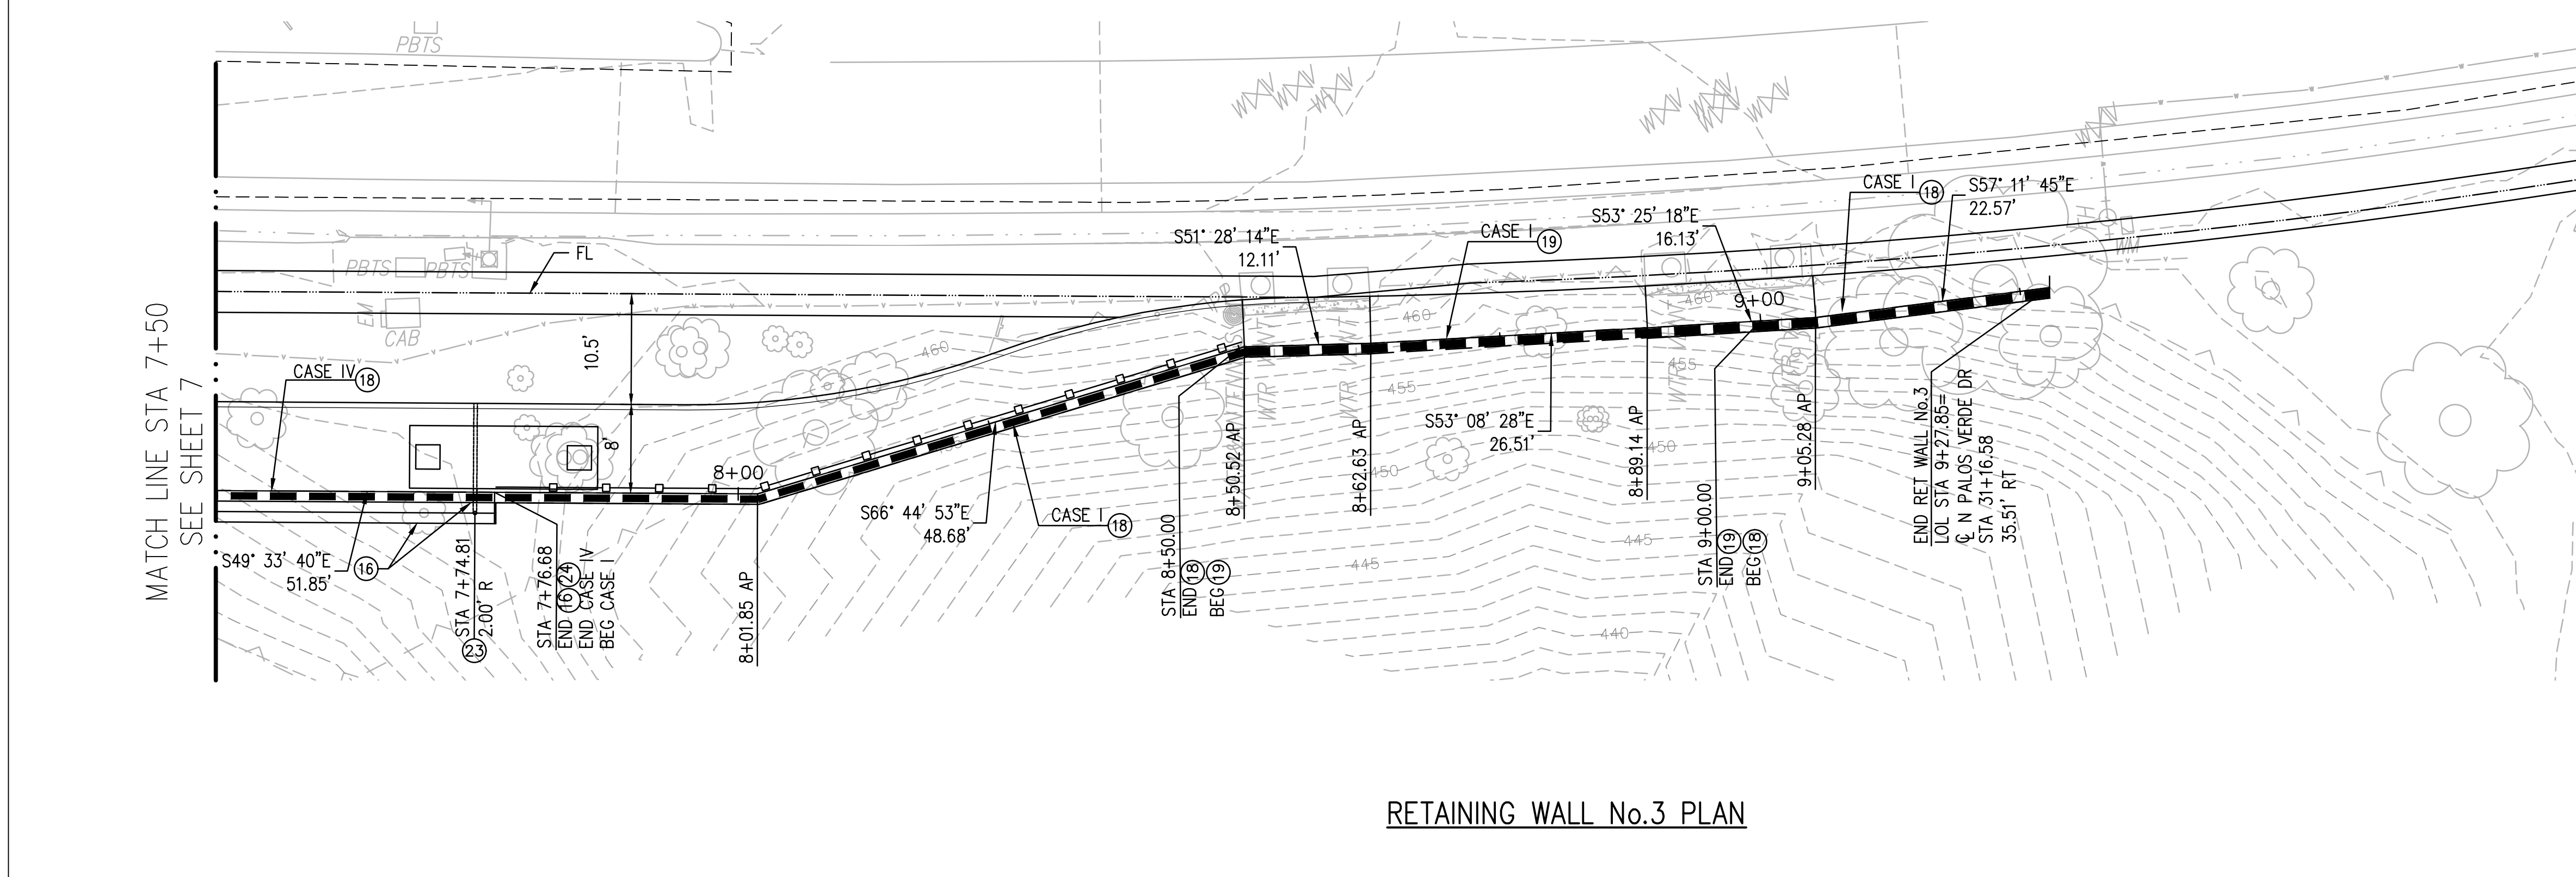 PBTS
MATCH LINE STA 7+50
SEE SHEET 7
PBTS
PBTS
EM
CAB
FL
10.5'
8'
CASE IV 18
S49° 33' 40"E
51.85'
16
STA 7+74.81
2.00' R
23
STA 7+76.68
END 16 24
END CASE IV
BEG CASE I
8+00
8+01.85 AP
460
S66° 44' 53"E
48.68'
CASE I 18
STA 8+50.00
END 18
BEG 19
8+50.52 AP
S51° 28' 14"E
12.11'
8+62.63 AP
CASE I 19
460
455
450
445
S53° 08' 28"E
26.51'
S53° 25' 18"E
16.13'
460
455
450
445
440
8+89.14 AP
9+00
STA 9+00.00
END 19
BEG 18
9+05.28 AP
CASE I 18
S57° 11' 45"E
22.57'
WM
END RET WALL No.3
LOL STA 9+27.85=
℄ N PALOS VERDE DR
STA 31+16.58
35.51' RT
RETAINING WALL No.3 PLAN